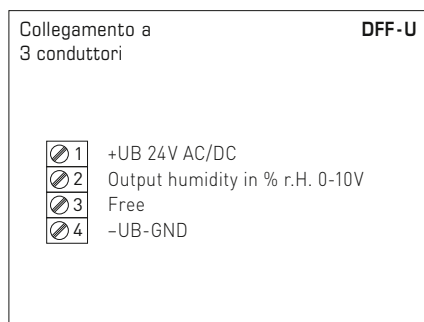 Collegamento a DFF-U
3 conduttori
1 +UB 24V AC/DC
2 Output humidity in % r.H. 0-10V
3 Free
4 –UB-GND